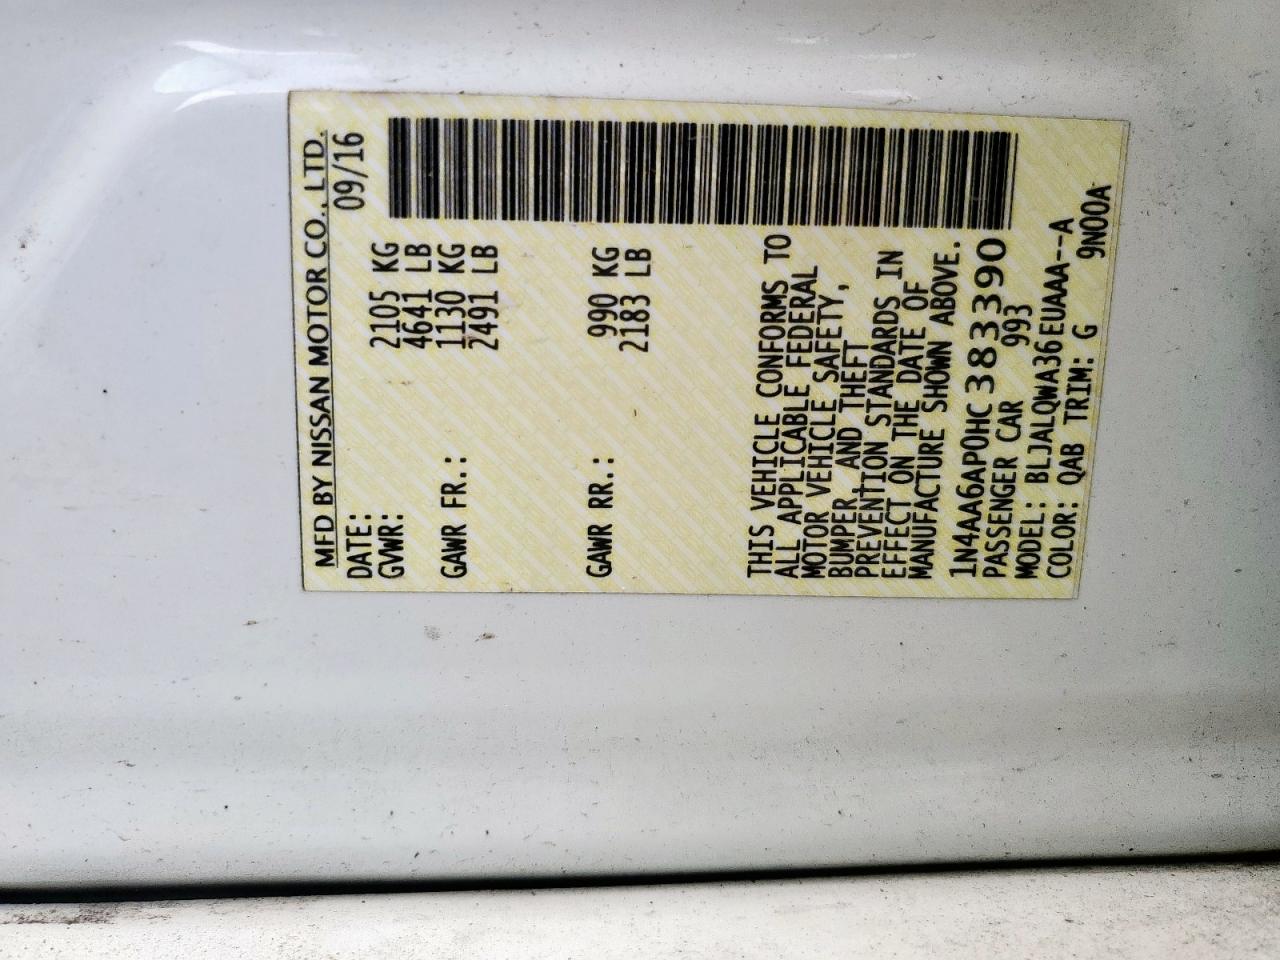 MFD BY NISSAN MOTOR CO., LTD.
DATE: 09/16
GVWR: 2105 KG
4641 LB
GAWR FR.: 1130 KG
2491 LB
GAWR RR.: 990 KG
2183 LB
THIS VEHICLE CONFORMS TO
ALL APPLICABLE FEDERAL
MOTOR VEHICLE SAFETY,
BUMPER, AND THEFT
PREVENTION STANDARDS IN
EFFECT ON THE DATE OF
MANUFACTURE SHOWN ABOVE.
1N4AA6AP0HC383390
PASSENGER CAR 993
MODEL: BLJALQWA36EUAAA--A
COLOR: QAB TRIM: G 9N00A